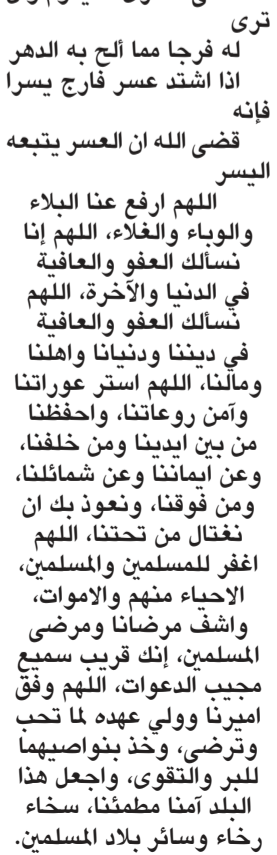 ترى
له فرجا مما ألح به الدهر
اذا اشتد عسر فارج يسرا
فإنه
قضى الله ان العسر يتبعه
اليسر
اللهم ارفع عنا البلاء
والوباء والغلاء، اللهم إنا
نسألك العفو والعافية
في الدنيا والآخرة، اللهم
نسألك العفو والعافية
في ديننا ودنيانا واهلنا
ومالنا، اللهم استر عوراتنا
وآمن روعاتنا، واحفظنا
من بين ايدينا ومن خلفنا،
وعن ايماننا وعن شمائلنا،
ومن فوقنا، ونعوذ بك ان
نغتال من تحتنا، اللهم
اغفر للمسلمين والمسلمين،
الاحياء منهم والاموات،
واشف مرضانا ومرضى
المسلمين، إنك قريب سميع
مجيب الدعوات، اللهم وفق
اميرنا وولي عهده لما تحب
وترضى، وخذ بنواصيهما
للبر والتقوى، واجعل هذا
البلد آمنا مطمئنا، سخاء
رخاء وسائر بلاد المسلمين.